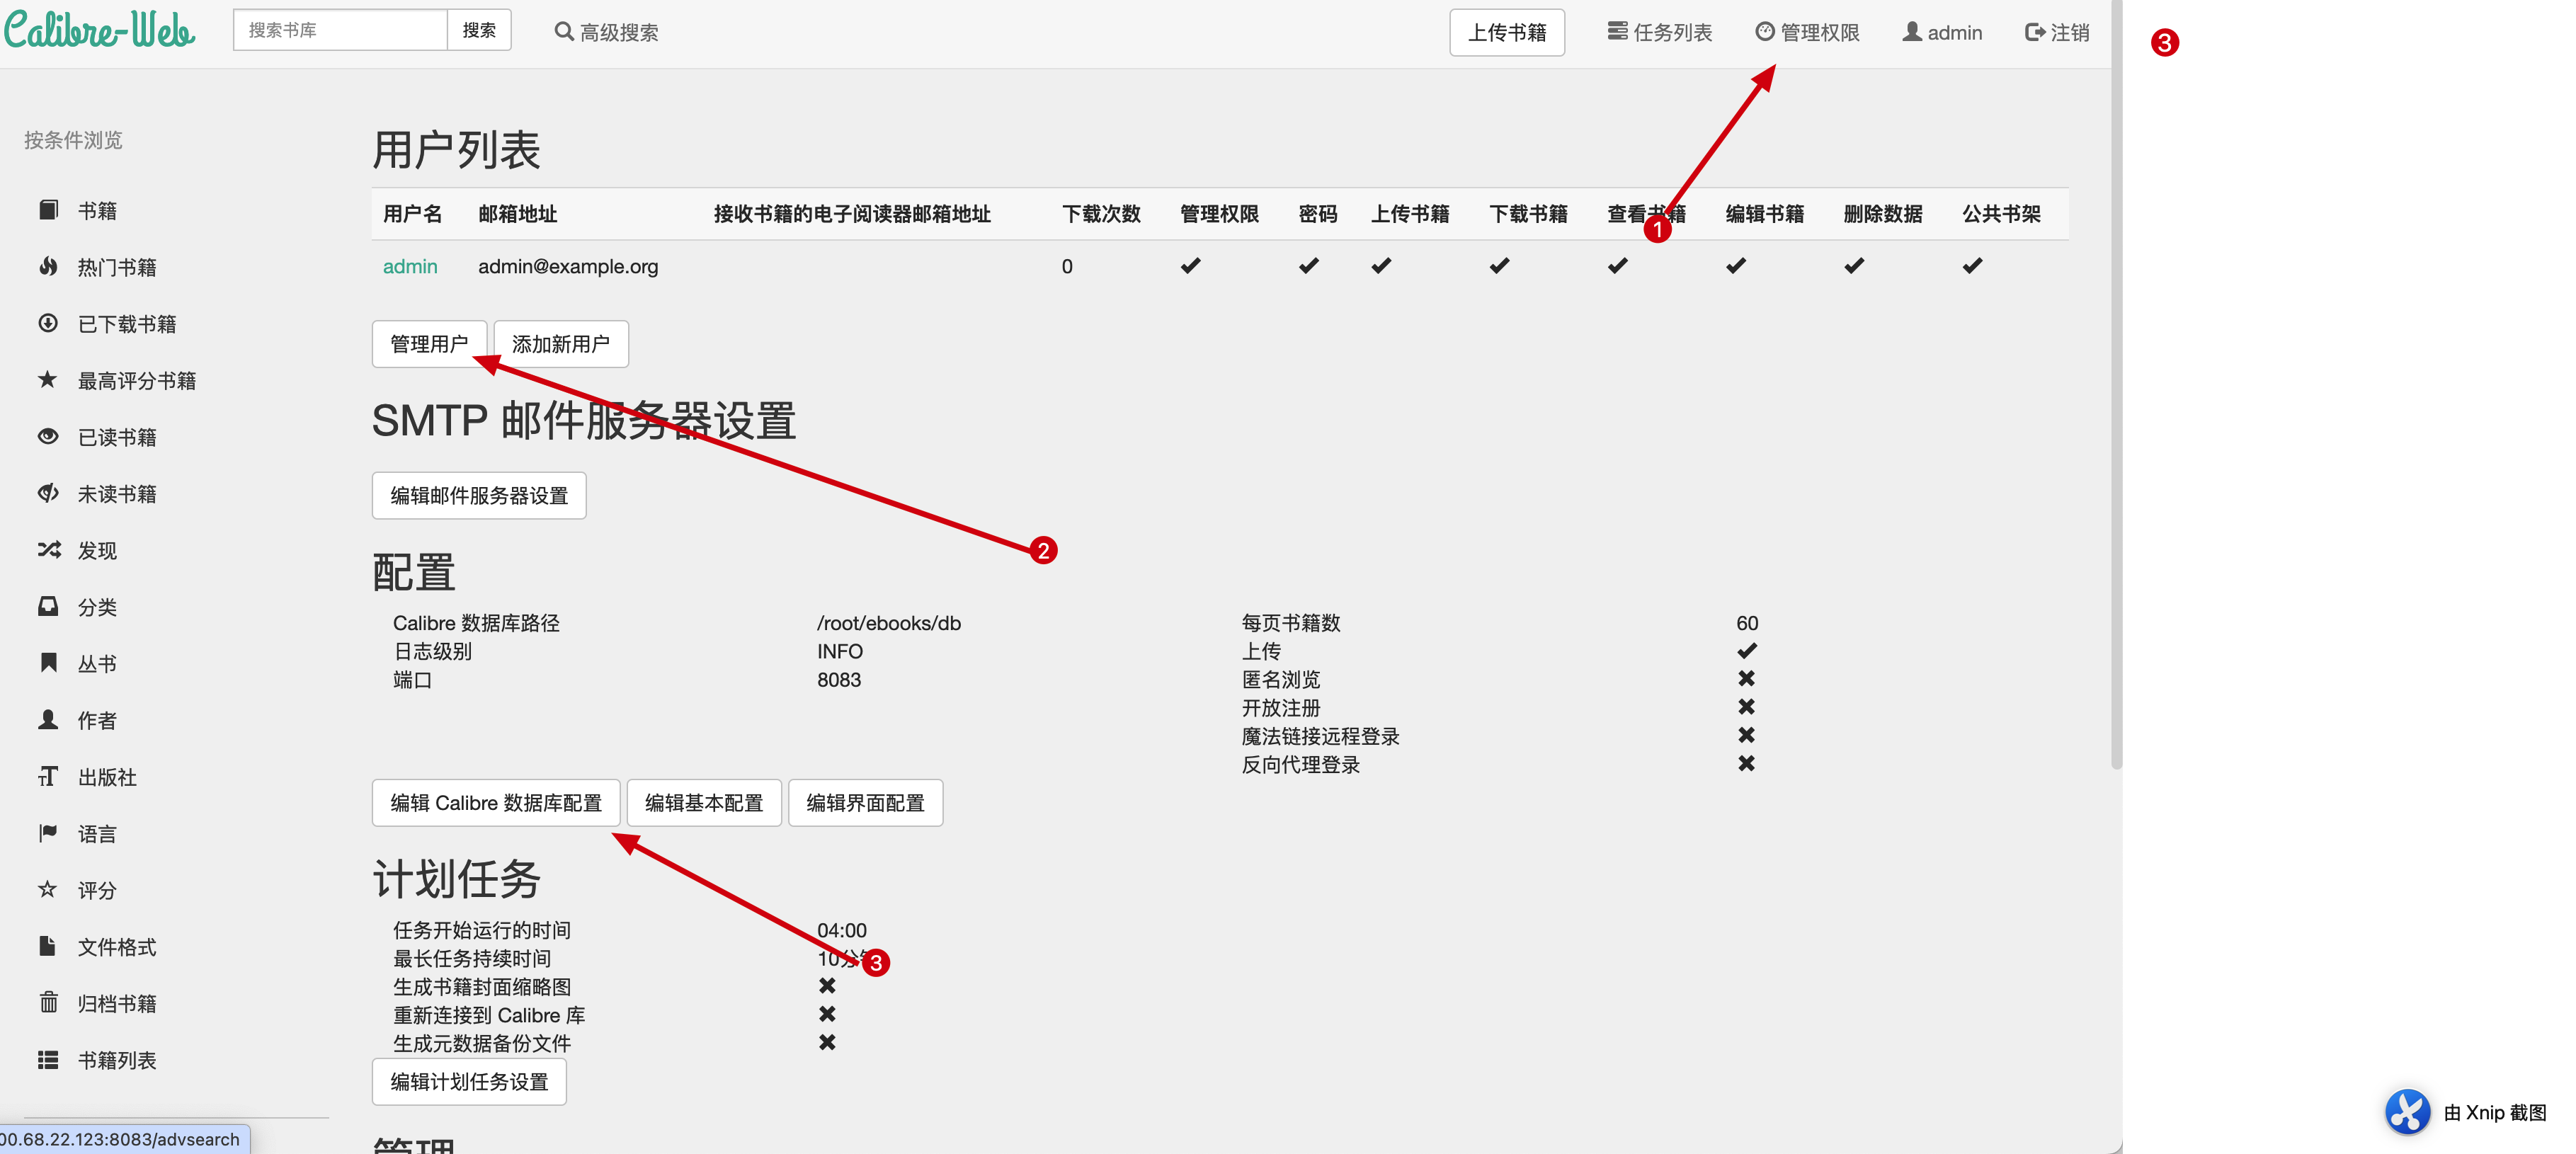 Calibre-Web
搜索书库
搜索
高级搜索
上传书籍
任务列表
管理权限
admin
注销
3
按条件浏览
书籍
热门书籍
已下载书籍
最高评分书籍
已读书籍
未读书籍
发现
分类
丛书
作者
出版社
语言
评分
文件格式
归档书籍
书籍列表
用户列表
用户名 邮箱地址 接收书籍的电子阅读器邮箱地址 下载次数 管理权限 密码 上传书籍 下载书籍 查看书籍 编辑书籍 删除数据 公共书架
1
admin admin@example.org 0
管理用户 添加新用户
SMTP 邮件服务器设置
编辑邮件服务器设置
2
配置
Calibre 数据库路径 /root/ebooks/db
日志级别 INFO
端口 8083
每页书籍数 60
上传
匿名浏览
开放注册
魔法链接远程登录
反向代理登录
编辑 Calibre 数据库配置 编辑基本配置 编辑界面配置
计划任务
任务开始运行的时间 04:00
最长任务持续时间 10分
3
生成书籍封面缩略图
重新连接到 Calibre 库
生成元数据备份文件
编辑计划任务设置
管理
00.68.22.123:8083/advsearch
由 Xnip 截图